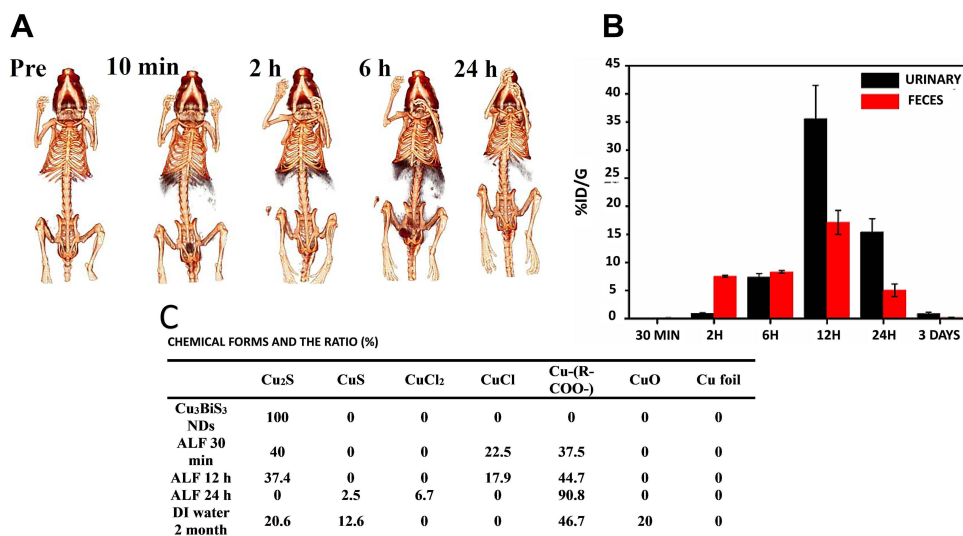 A
Pre
10 min
2 h
6 h
24 h
B
45
40
35
30
25
20
15
10
5
0
%ID/G
URINARY
FECES
30 MIN
2H
6H
12H
24H
3 DAYS
C
CHEMICAL FORMS AND THE RATIO (%)
Cu₂S CuS CuCl₂ CuCl Cu-(R-COO-) CuO Cu foil
Cu₃BiS₃ NDs 100 0 0 0 0 0 0
ALF 30 min 40 0 0 22.5 37.5 0 0
ALF 12 h 37.4 0 0 17.9 44.7 0 0
ALF 24 h 0 2.5 6.7 0 90.8 0 0
DI water 2 month 20.6 12.6 0 0 46.7 20 0